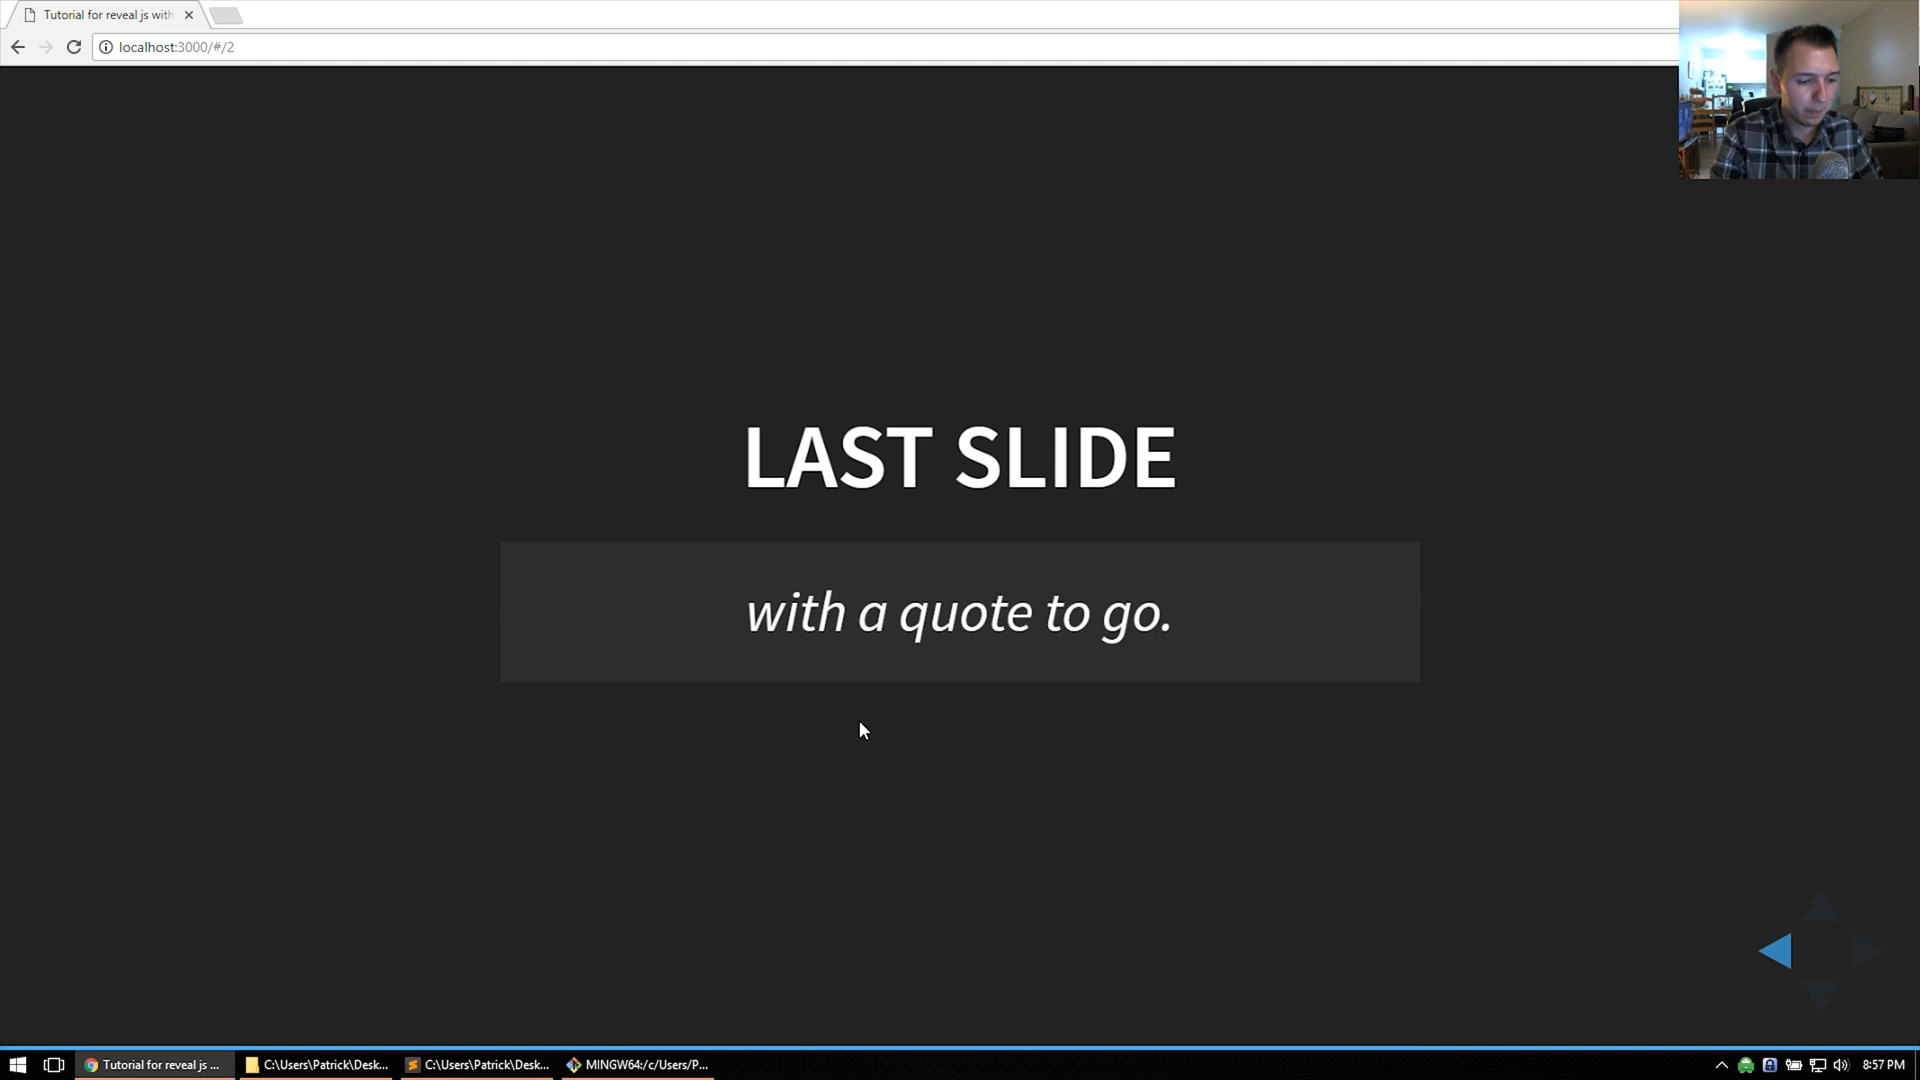 Tutorial for reveal js with
localhost:3000/#/2
LAST SLIDE
with a quote to go.
Tutorial for reveal js ...
C:\Users\Patrick\Desk...
C:\Users\Patrick\Desk...
MINGW64:/c/Users/P...
8:57 PM